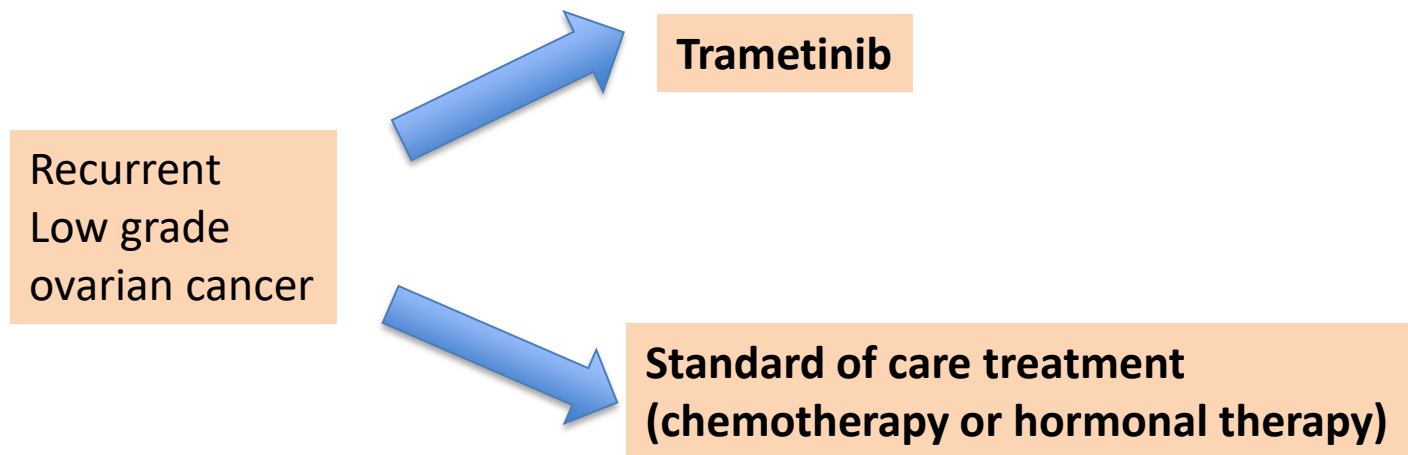 Trametinib
Recurrent
Low grade
ovarian cancer
Standard of care treatment
(chemotherapy or hormonal therapy)